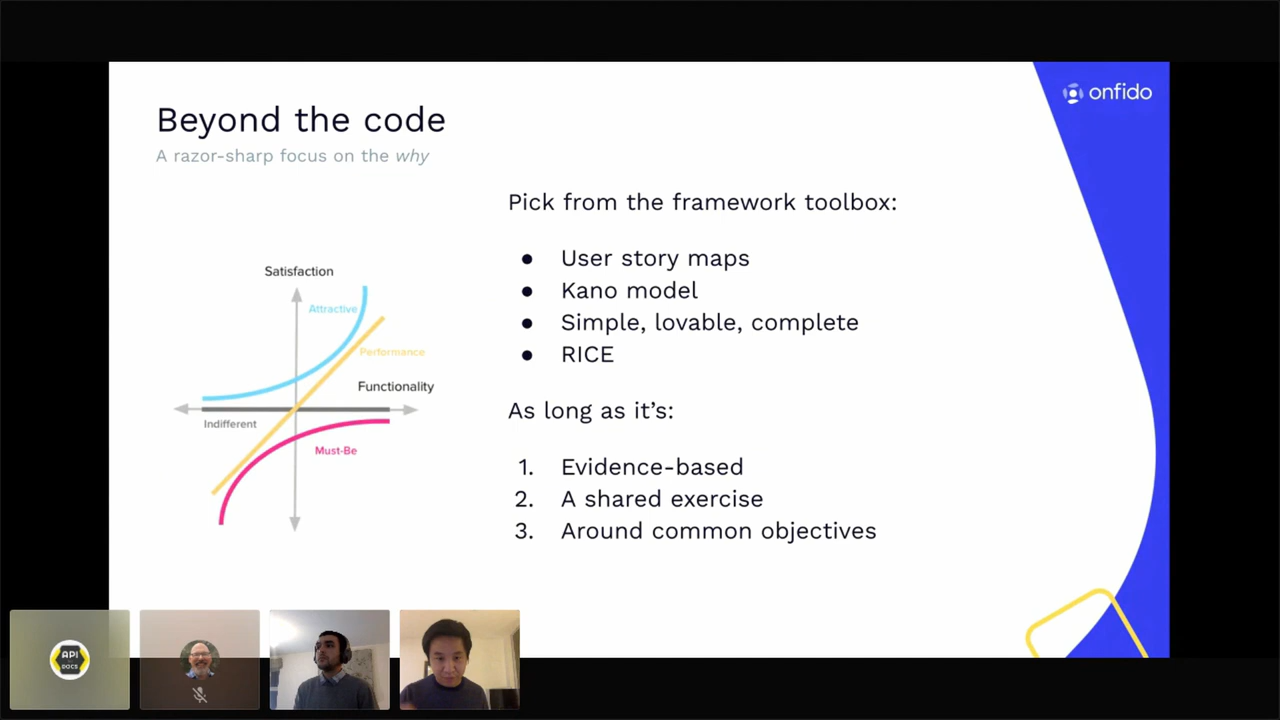 onfido
Beyond the code
A razor-sharp focus on the why
Pick from the framework toolbox:
● User story maps
● Kano model
● Simple, lovable, complete
● RICE
As long as it's:
1. Evidence-based
2. A shared exercise
3. Around common objectives
Satisfaction
Attractive
Performance
Functionality
Indifferent
Must-Be
API
DOCS